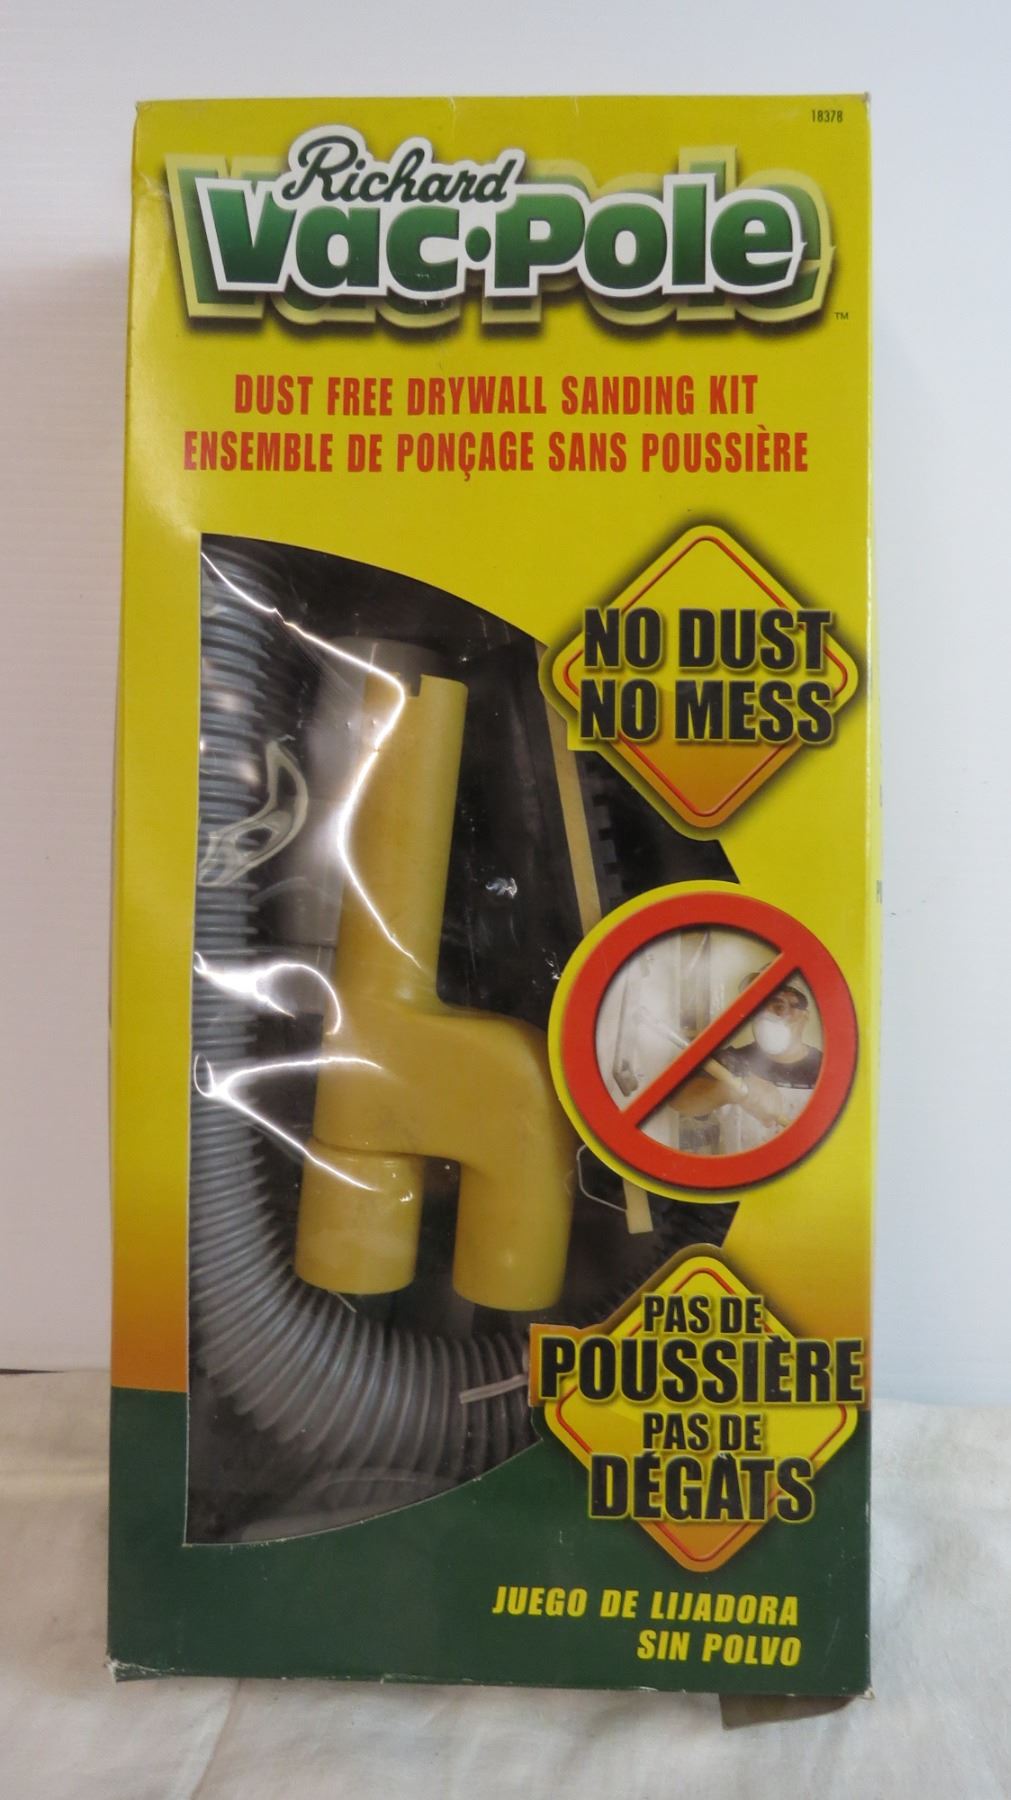 18378
Richard
Vac·Pole
TM
DUST FREE DRYWALL SANDING KIT
ENSEMBLE DE PONÇAGE SANS POUSSIÈRE
NO DUST
NO MESS
PAS DE
POUSSIÈRE
PAS DE
DÉGÀTS
JUEGO DE LIJADORA
SIN POLVO